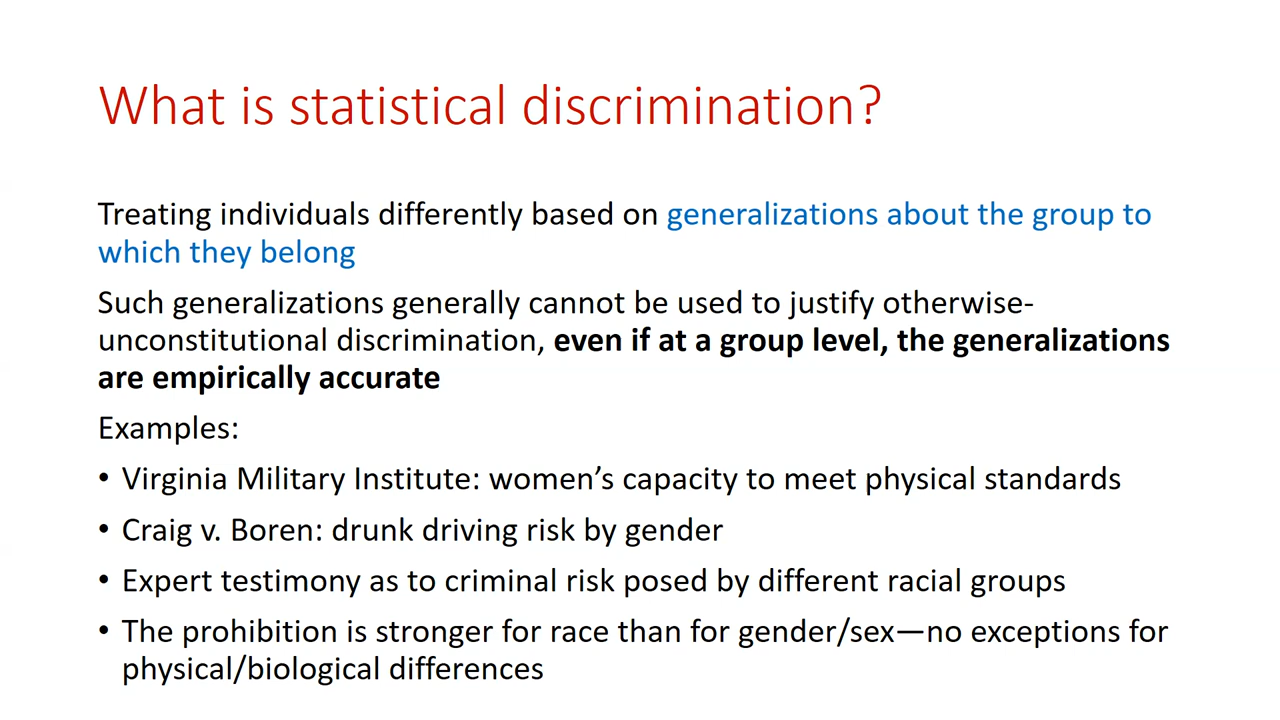 What is statistical discrimination?
Treating individuals differently based on generalizations about the group to
which they belong
Such generalizations generally cannot be used to justify otherwise-
unconstitutional discrimination, even if at a group level, the generalizations
are empirically accurate
Examples:
• Virginia Military Institute: women’s capacity to meet physical standards
• Craig v. Boren: drunk driving risk by gender
• Expert testimony as to criminal risk posed by different racial groups
• The prohibition is stronger for race than for gender/sex—no exceptions for
physical/biological differences